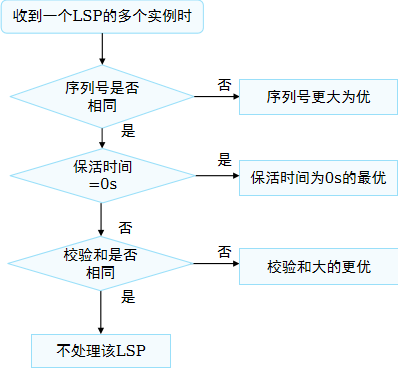 收到一个LSP的多个实例时
序列号是否
相同
否
序列号更大为优
是
保活时间
=0s
是
保活时间为0s的最优
否
校验和是否
相同
否
校验和大的更优
是
不处理该LSP